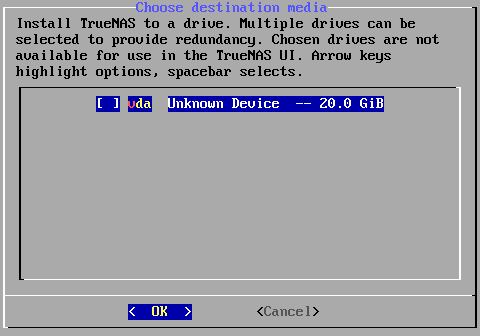 Choose destination media
Install TrueNAS to a drive. Multiple drives can be
selected to provide redundancy. Chosen drives are not
available for use in the TrueNAS UI. Arrow keys
highlight options, spacebar selects.
[ ] vda  Unknown Device  -- 20.0 GiB
<  OK  > <Cancel>